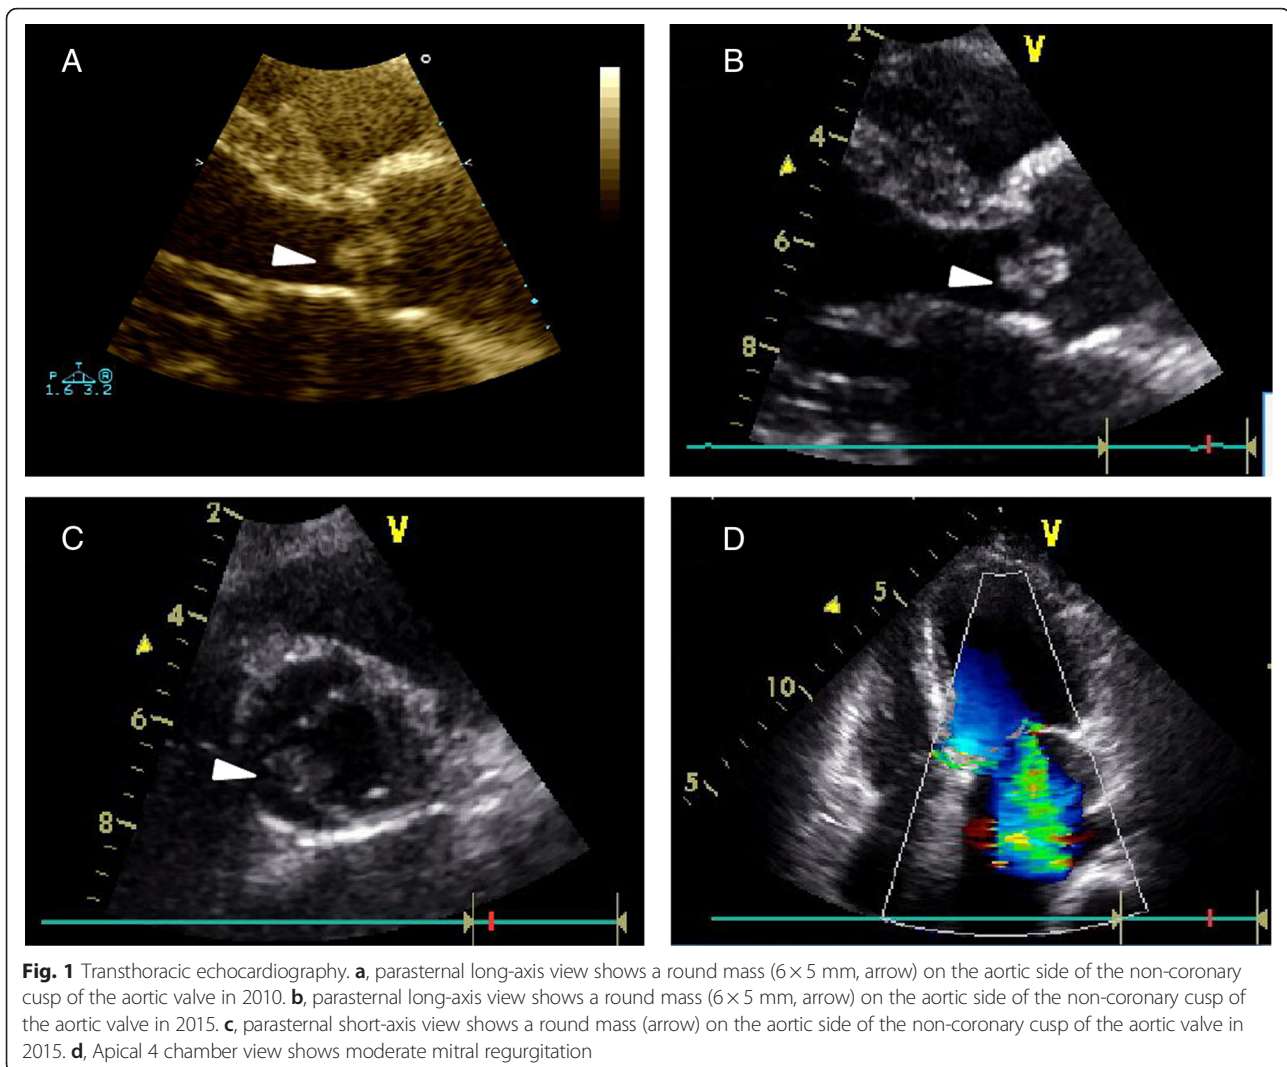 A
P T R
1.6 3.2
B
2
V
4
6
8
C
2
V
4
6
8
D
V
5
10
5
Fig. 1 Transthoracic echocardiography. a, parasternal long-axis view shows a round mass (6 × 5 mm, arrow) on the aortic side of the non-coronary
cusp of the aortic valve in 2010. b, parasternal long-axis view shows a round mass (6 × 5 mm, arrow) on the aortic side of the non-coronary cusp of
the aortic valve in 2015. c, parasternal short-axis view shows a round mass (arrow) on the aortic side of the non-coronary cusp of the aortic valve in
2015. d, Apical 4 chamber view shows moderate mitral regurgitation